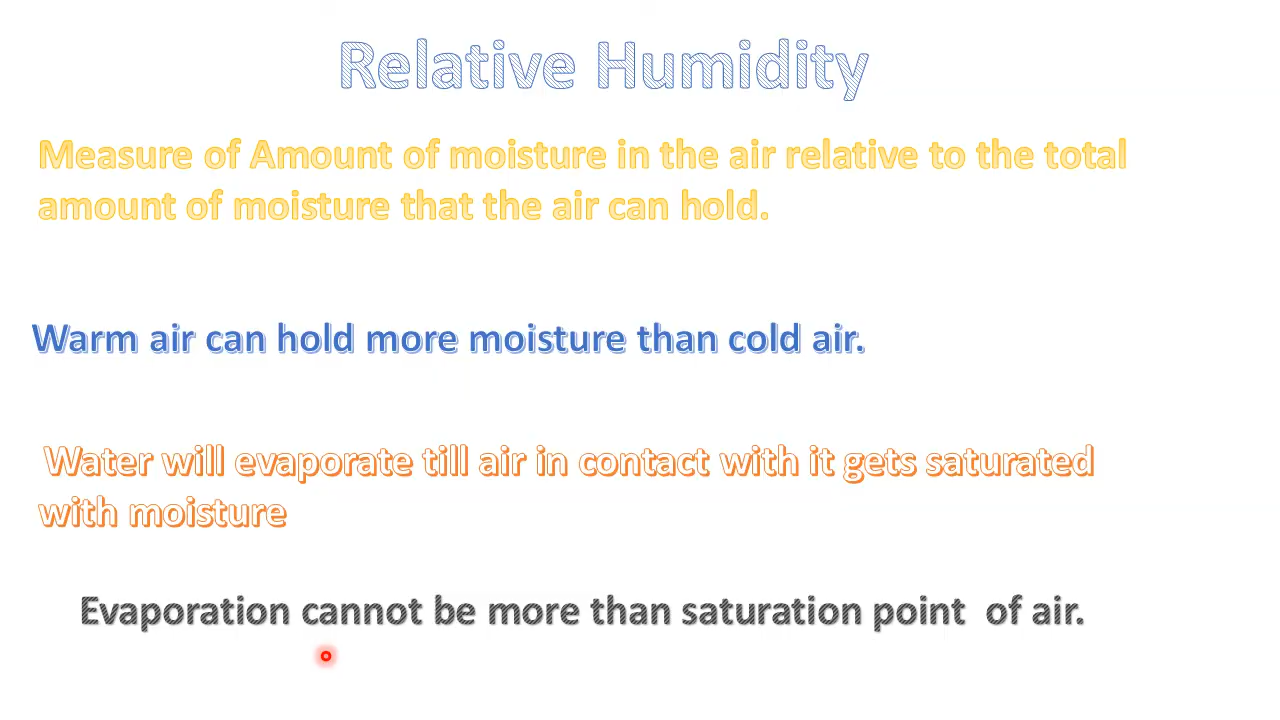 Relative Humidity
Measure of Amount of moisture in the air relative to the total
amount of moisture that the air can hold.
Warm air can hold more moisture than cold air.
Water will evaporate till air in contact with it gets saturated
with moisture
Evaporation cannot be more than saturation point of air.